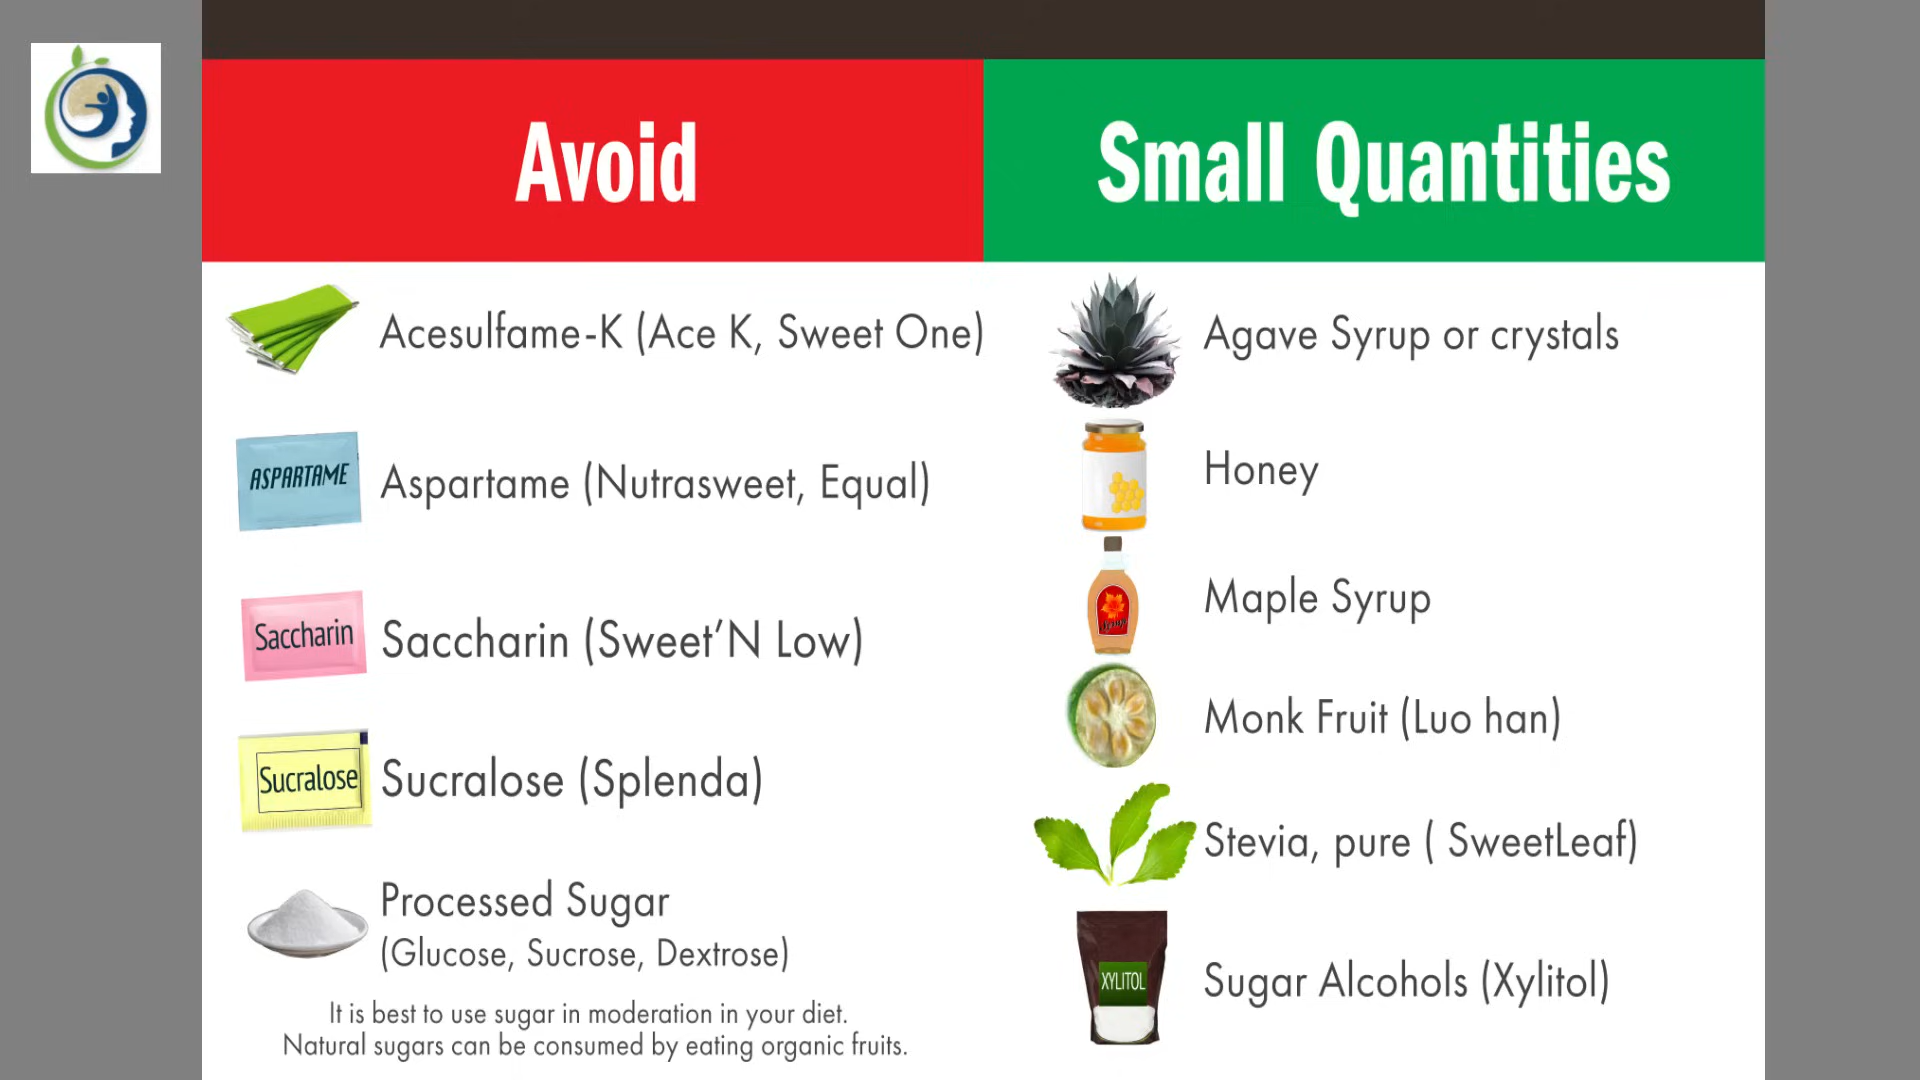 Avoid
Acesulfame-K (Ace K, Sweet One)
ASPARTAME
Aspartame (Nutrasweet, Equal)
Saccharin
Saccharin (Sweet’N Low)
Sucralose
Sucralose (Splenda)
Processed Sugar
(Glucose, Sucrose, Dextrose)
It is best to use sugar in moderation in your diet.
Natural sugars can be consumed by eating organic fruits.
Small Quantities
Agave Syrup or crystals
Honey
Maple Syrup
Monk Fruit (Luo han)
Stevia, pure ( SweetLeaf)
XYLITOL
Sugar Alcohols (Xylitol)